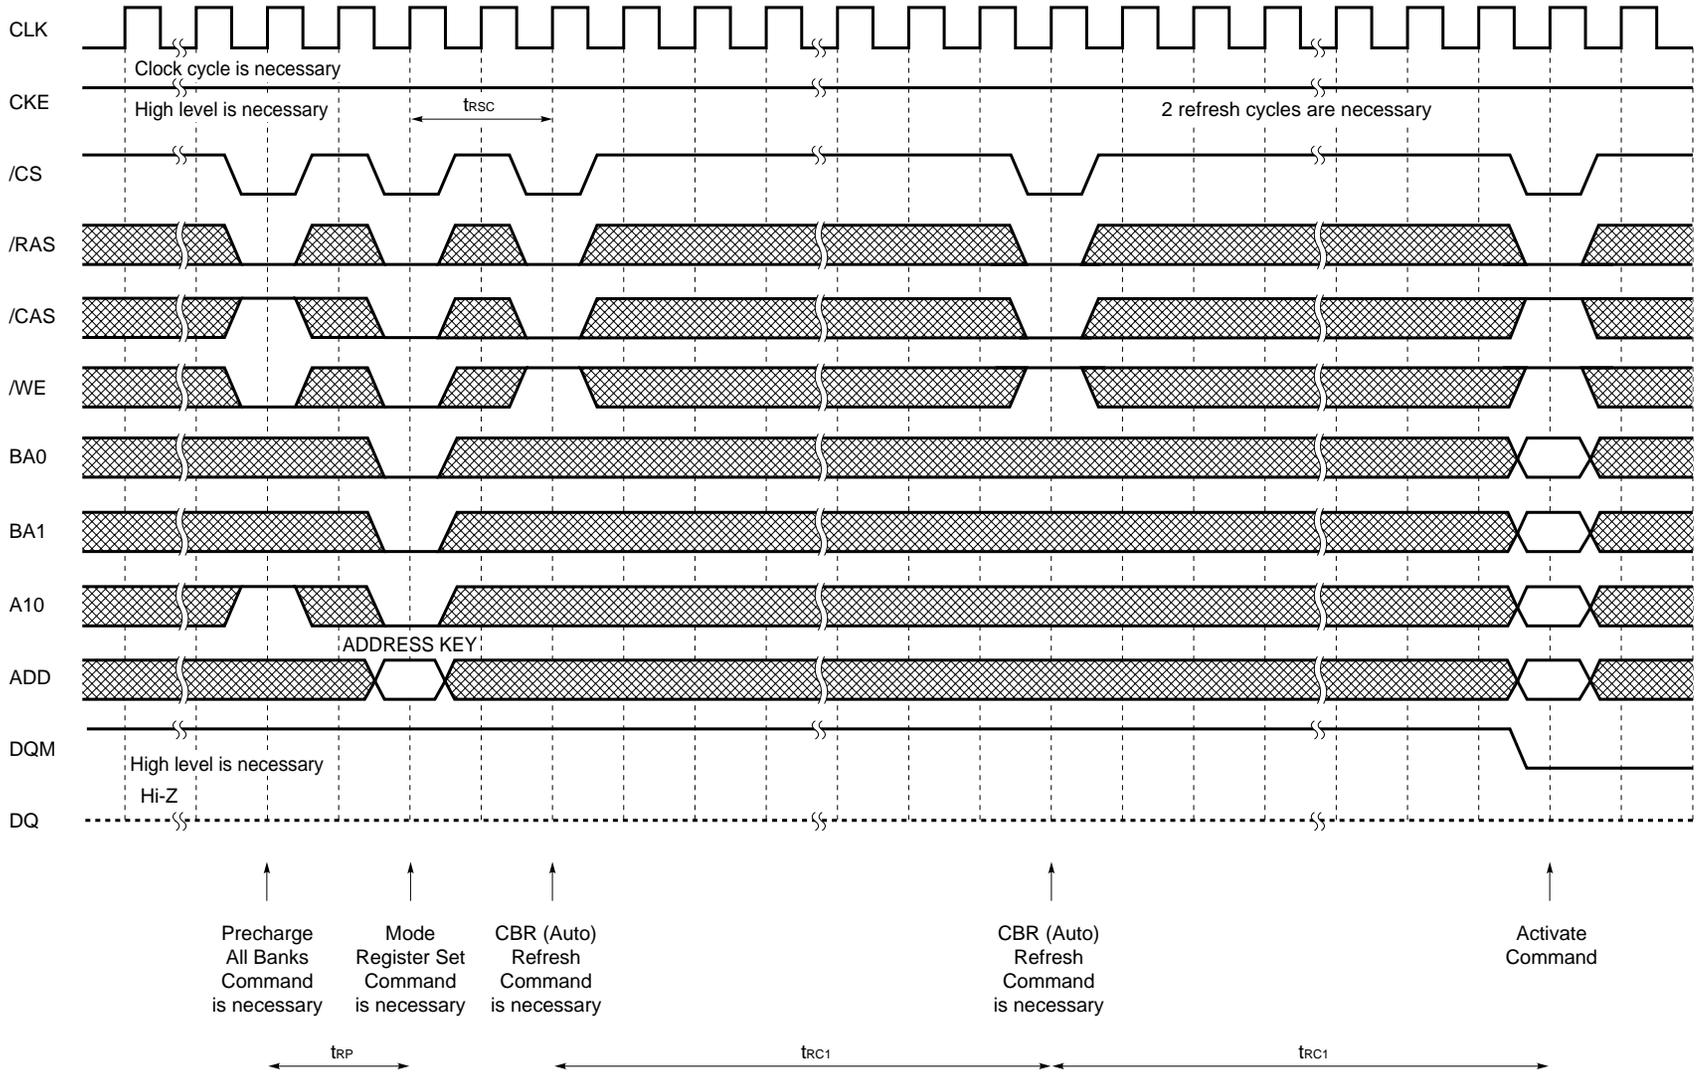 CLK
Clock cycle is necessary
CKE
High level is necessary
tRSC
2 refresh cycles are necessary
/CS
/RAS
/CAS
/WE
BA0
BA1
A10
ADDRESS KEY
ADD
DQM
High level is necessary
Hi-Z
DQ
Precharge
All Banks
Command
is necessary
Mode
Register Set
Command
is necessary
CBR (Auto)
Refresh
Command
is necessary
CBR (Auto)
Refresh
Command
is necessary
Activate
Command
tRP
tRC1
tRC1